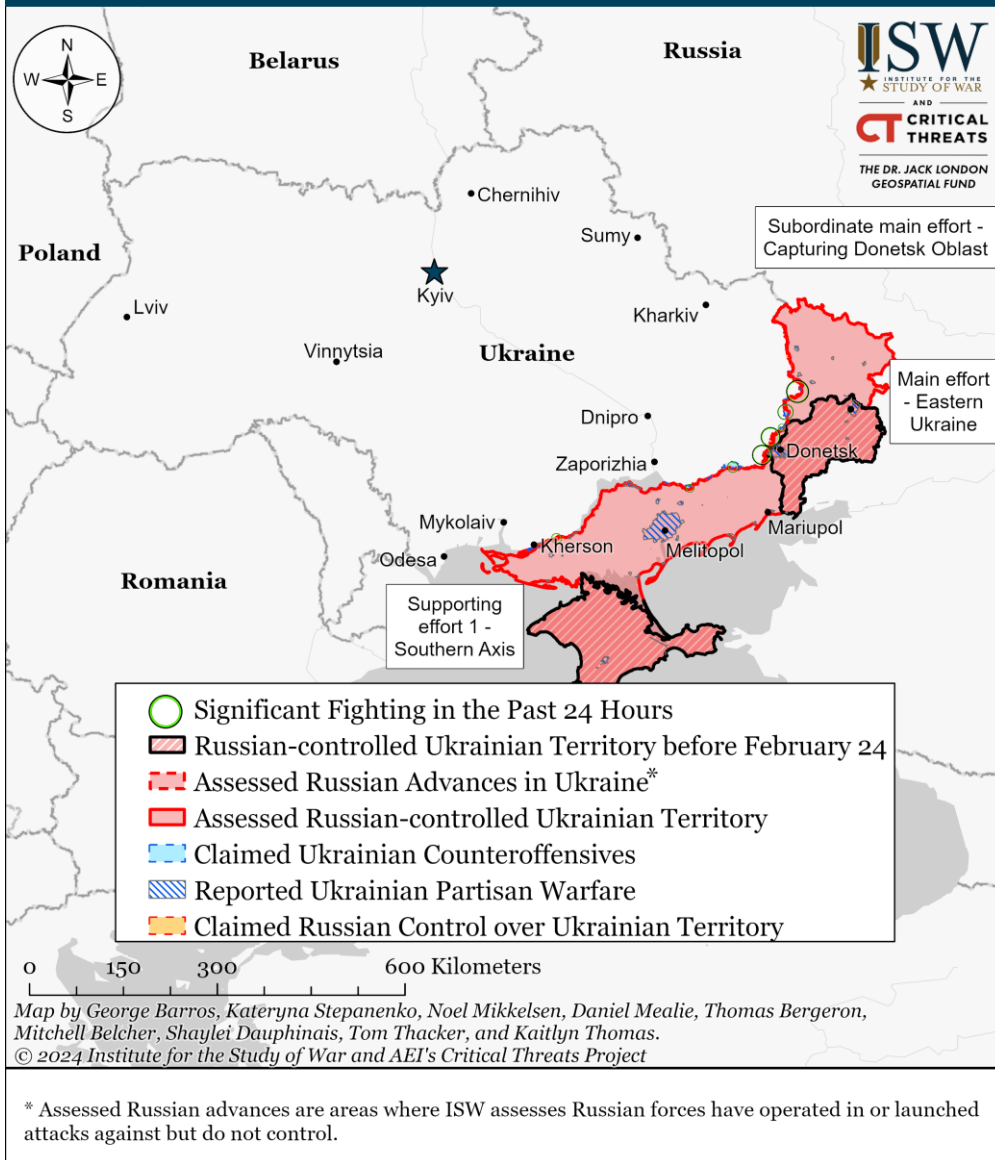 N
W
E
S
Belarus
Russia
ISW
INSTITUTE FOR THE
STUDY OF WAR
AND
CT CRITICAL
THREATS
THE DR. JACK LONDON
GEOSPATIAL FUND
Chernihiv
Subordinate main effort -
Capturing Donetsk Oblast
Sumy
Poland
Kyiv
Lviv
Kharkiv
Vinnytsia
Ukraine
Main effort
- Eastern
Ukraine
Dnipro
Donetsk
Zaporizhia
Mykolaiv
Mariupol
Kherson
Melitopol
Odesa
Romania
Supporting
effort 1 -
Southern Axis
Significant Fighting in the Past 24 Hours
Russian-controlled Ukrainian Territory before February 24
Assessed Russian Advances in Ukraine*
Assessed Russian-controlled Ukrainian Territory
Claimed Ukrainian Counteroffensives
Reported Ukrainian Partisan Warfare
Claimed Russian Control over Ukrainian Territory
0 150 300 600 Kilometers
Map by George Barros, Kateryna Stepanenko, Noel Mikkelsen, Daniel Mealie, Thomas Bergeron,
Mitchell Belcher, Shaylei Dauphinais, Tom Thacker, and Kaitlyn Thomas.
© 2024 Institute for the Study of War and AEI's Critical Threats Project
* Assessed Russian advances are areas where ISW assesses Russian forces have operated in or launched
attacks against but do not control.